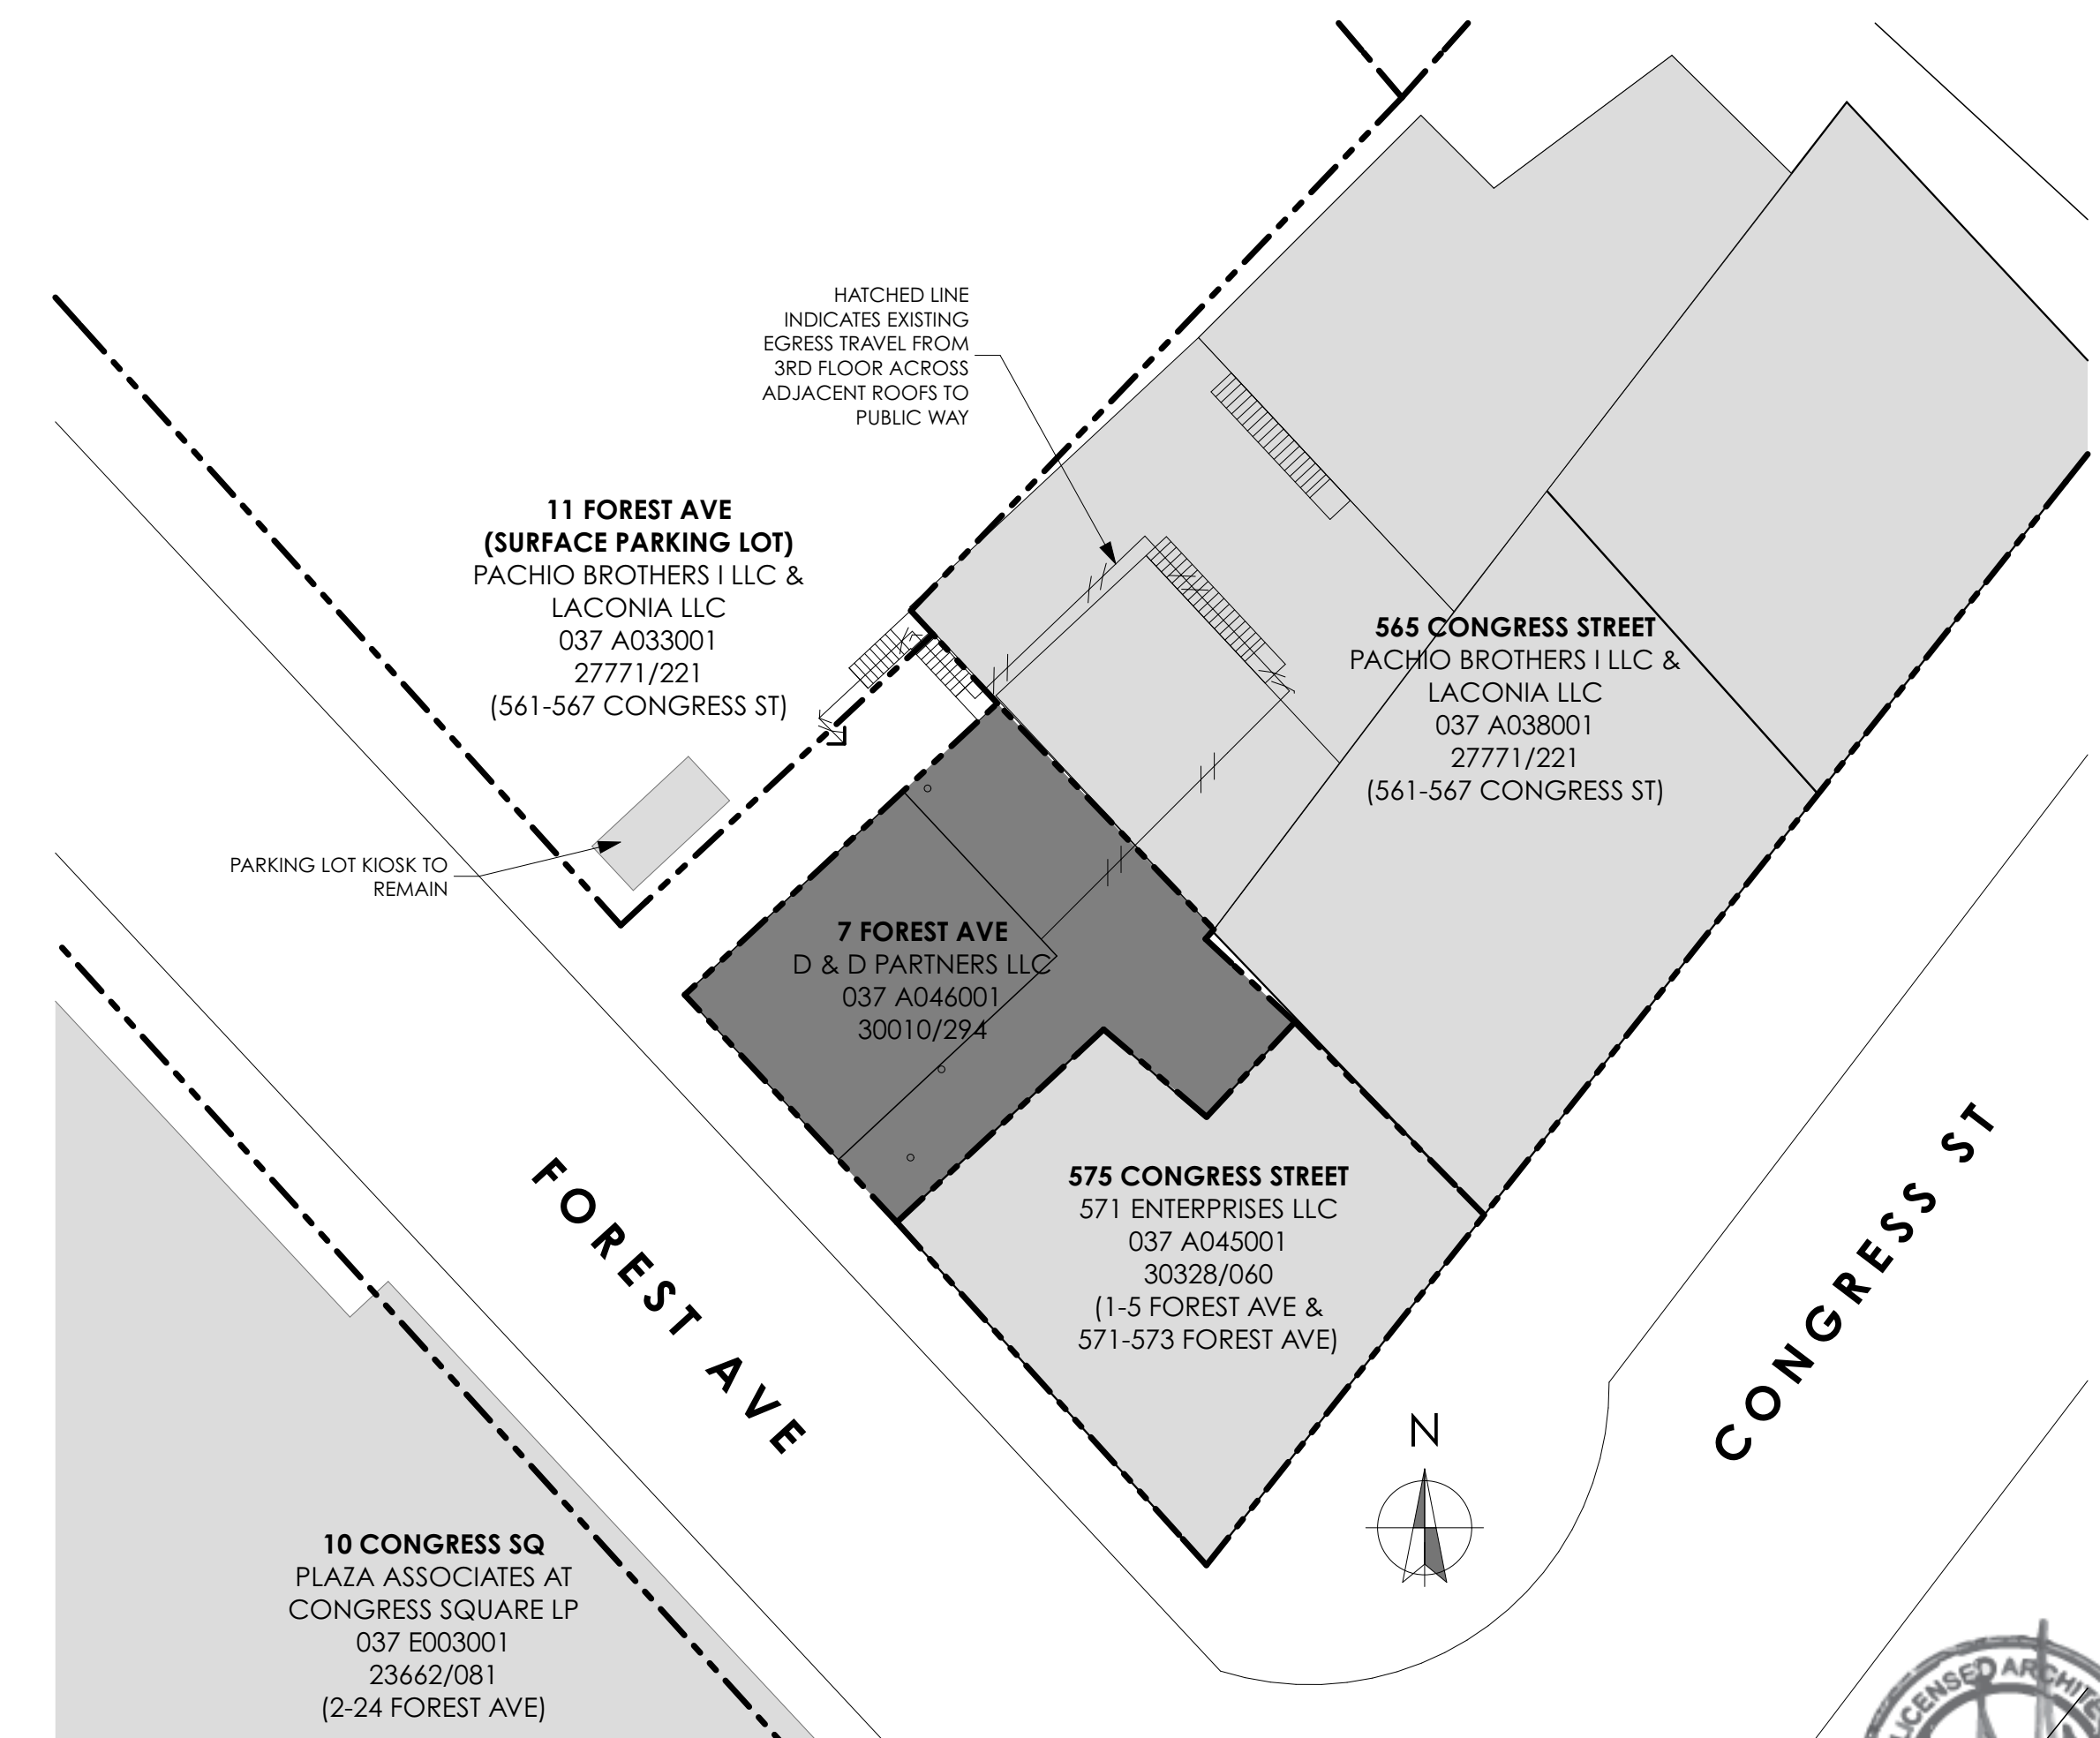 HATCHED LINE
INDICATES EXISTING
EGRESS TRAVEL FROM
3RD FLOOR ACROSS
ADJACENT ROOFS TO
PUBLIC WAY
11 FOREST AVE
(SURFACE PARKING LOT)
PACHIO BROTHERS I LLC &
LACONIA LLC
037 A033001
27771/221
(561-567 CONGRESS ST)
565 CONGRESS STREET
PACHIO BROTHERS I LLC &
LACONIA LLC
037 A038001
27771/221
(561-567 CONGRESS ST)
PARKING LOT KIOSK TO
REMAIN
7 FOREST AVE
D & D PARTNERS LLC
037 A046001
30010/294
575 CONGRESS STREET
571 ENTERPRISES LLC
037 A045001
30328/060
(1-5 FOREST AVE &
571-573 FOREST AVE)
FOREST AVE
CONGRESS ST
N
10 CONGRESS SQ
PLAZA ASSOCIATES AT
CONGRESS SQUARE LP
037 E003001
23662/081
(2-24 FOREST AVE)